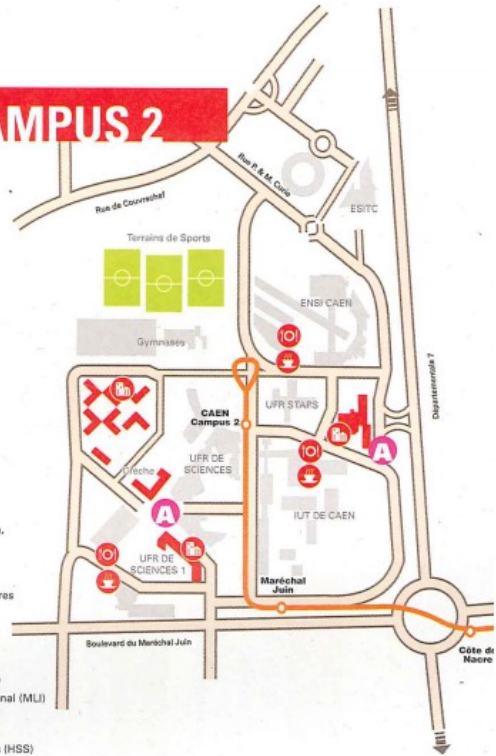 AMPUS 2
Rue P. & M. Curie
Rue de Couvrechef
ESITC
Terrains de Sports
ENSI CAEN
Gymnases
Départementale 7
CAEN
Campus 2
UFR STAPS
UFR DE
SCIENCES
Crèche
A
A
IUT DE CAEN
UFR DE
SCIENCES 1
Maréchal
Juin
res
Boulevard du Maréchal Juin
Côte de
Nacre
nal (MLI)
(HSS)